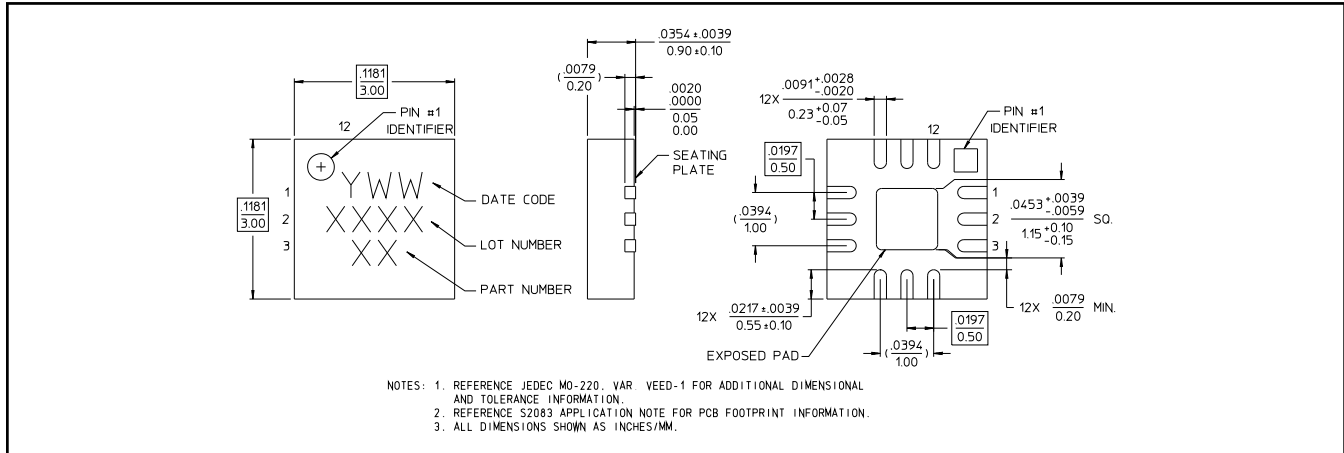 .1181
3.00
12
PIN #1
IDENTIFIER
.1181
3.00
1
2
3
YWW
XXXX
XX
DATE CODE
LOT NUMBER
PART NUMBER
.0354 ±.0039
0.90 ±0.10
(.0079
0.20)
.0020
.0000
0.05
0.00
SEATING
PLATE
12X .0091 +.0028 -.0020
0.23 +0.07 -0.05
12
PIN #1
IDENTIFIER
.0197
0.50
(.0394
1.00)
1
2
3
.0453 +.0039 -.0059 SQ.
1.15 +0.10 -0.15
12X .0217 ±.0039
0.55 ±0.10
12X .0079 MIN.
0.20
.0197
0.50
EXPOSED PAD
(.0394
1.00)
NOTES: 1. REFERENCE JEDEC MO-220, VAR. VEED-1 FOR ADDITIONAL DIMENSIONAL
AND TOLERANCE INFORMATION.
2. REFERENCE S2083 APPLICATION NOTE FOR PCB FOOTPRINT INFORMATION.
3. ALL DIMENSIONS SHOWN AS INCHES/MM.